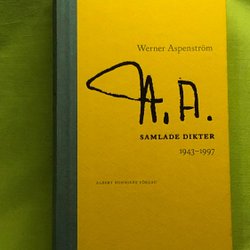 Werner Aspenström
W.A.
SAMLADE DIKTER
1943–1997
ALBERT BONNIERS FÖRLAG